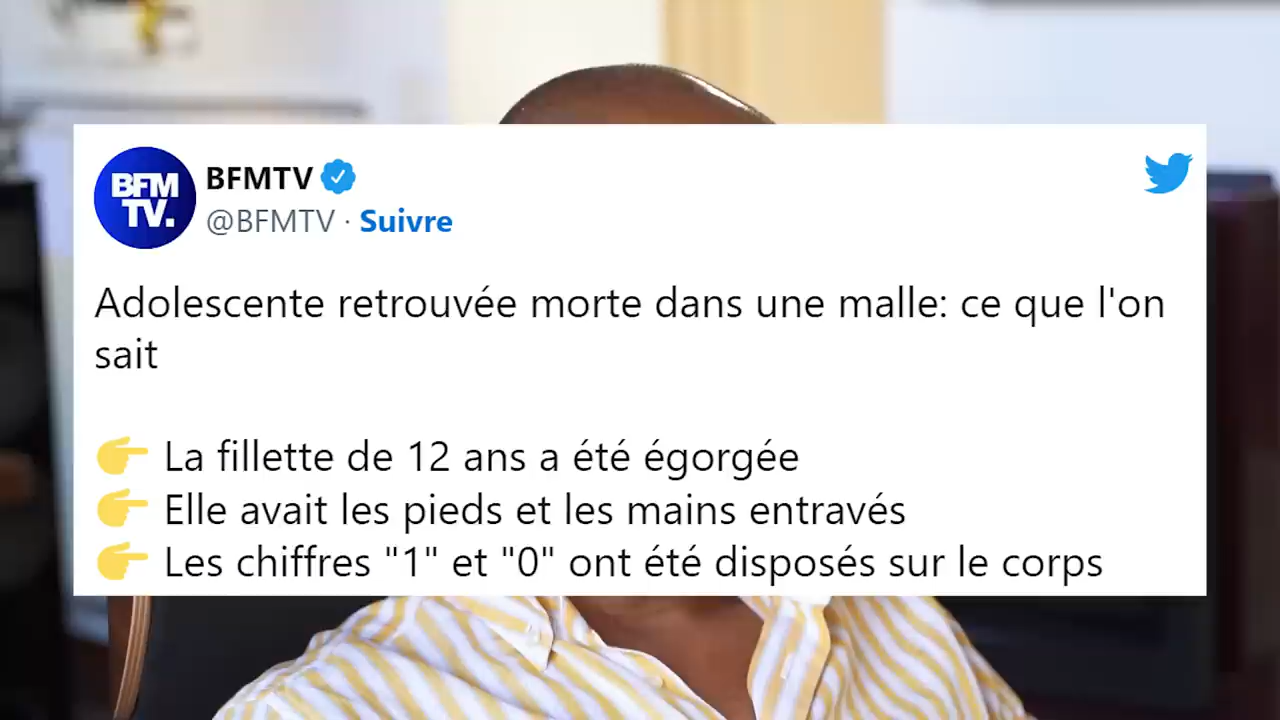 BFM
TV.
BFMTV
@BFMTV · Suivre
Adolescente retrouvée morte dans une malle: ce que l'on
sait
👉 La fillette de 12 ans a été égorgée
👉 Elle avait les pieds et les mains entravés
👉 Les chiffres "1" et "0" ont été disposés sur le corps